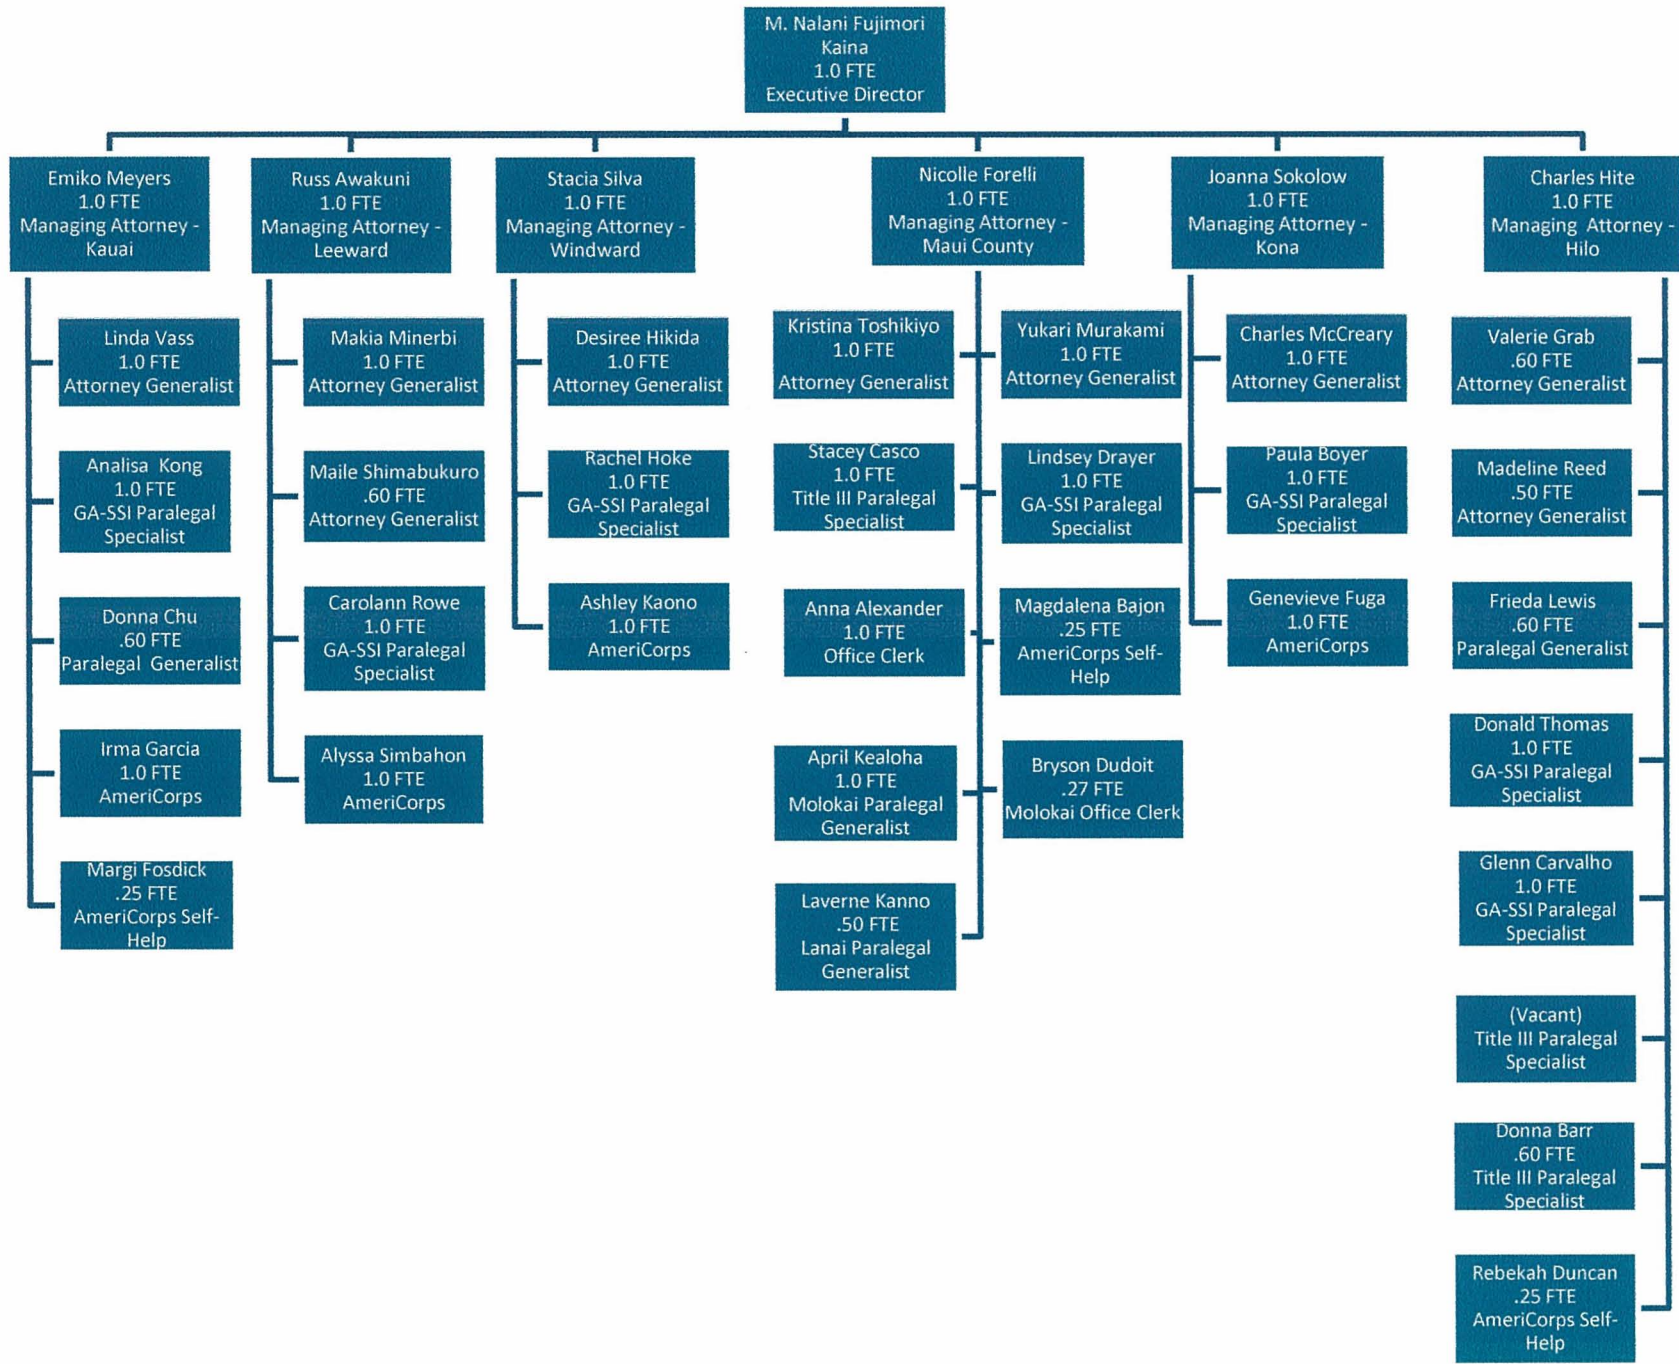 M. Nalani Fujimori
Kaina
1.0 FTE
Executive Director
Emiko Meyers
1.0 FTE
Managing Attorney -
Kauai
Linda Vass
1.0 FTE
Attorney Generalist
Analisa Kong
1.0 FTE
GA-SSI Paralegal
Specialist
Donna Chu
.60 FTE
Paralegal Generalist
Irma Garcia
1.0 FTE
AmeriCorps
Margi Fosdick
.25 FTE
AmeriCorps Self-
Help
Russ Awakuni
1.0 FTE
Managing Attorney -
Leeward
Makia Minerbi
1.0 FTE
Attorney Generalist
Maile Shimabukuro
.60 FTE
Attorney Generalist
Carolann Rowe
1.0 FTE
GA-SSI Paralegal
Specialist
Alyssa Simbahon
1.0 FTE
AmeriCorps
Stacia Silva
1.0 FTE
Managing Attorney -
Windward
Desiree Hikida
1.0 FTE
Attorney Generalist
Rachel Hoke
1.0 FTE
GA-SSI Paralegal
Specialist
Ashley Kaono
1.0 FTE
AmeriCorps
Nicolle Forelli
1.0 FTE
Managing Attorney -
Maui County
Kristina Toshikiyo
1.0 FTE
Attorney Generalist
Yukari Murakami
1.0 FTE
Attorney Generalist
Stacey Casco
1.0 FTE
Title III Paralegal
Specialist
Lindsey Drayer
1.0 FTE
GA-SSI Paralegal
Specialist
Anna Alexander
1.0 FTE
Office Clerk
Magdalena Bajon
.25 FTE
AmeriCorps Self-
Help
April Kealoha
1.0 FTE
Molokai Paralegal
Generalist
Bryson Dudoit
.27 FTE
Molokai Office Clerk
Laverne Kanno
.50 FTE
Lanai Paralegal
Generalist
Joanna Sokolow
1.0 FTE
Managing Attorney -
Kona
Charles McCreary
1.0 FTE
Attorney Generalist
Paula Boyer
1.0 FTE
GA-SSI Paralegal
Specialist
Genevieve Fuga
1.0 FTE
AmeriCorps
Charles Hite
1.0 FTE
Managing Attorney -
Hilo
Valerie Grab
.60 FTE
Attorney Generalist
Madeline Reed
.50 FTE
Attorney Generalist
Frieda Lewis
.60 FTE
Paralegal Generalist
Donald Thomas
1.0 FTE
GA-SSI Paralegal
Specialist
Glenn Carvalho
1.0 FTE
GA-SSI Paralegal
Specialist
(Vacant)
Title III Paralegal
Specialist
Donna Barr
.60 FTE
Title III Paralegal
Specialist
Rebekah Duncan
.25 FTE
AmeriCorps Self-
Help